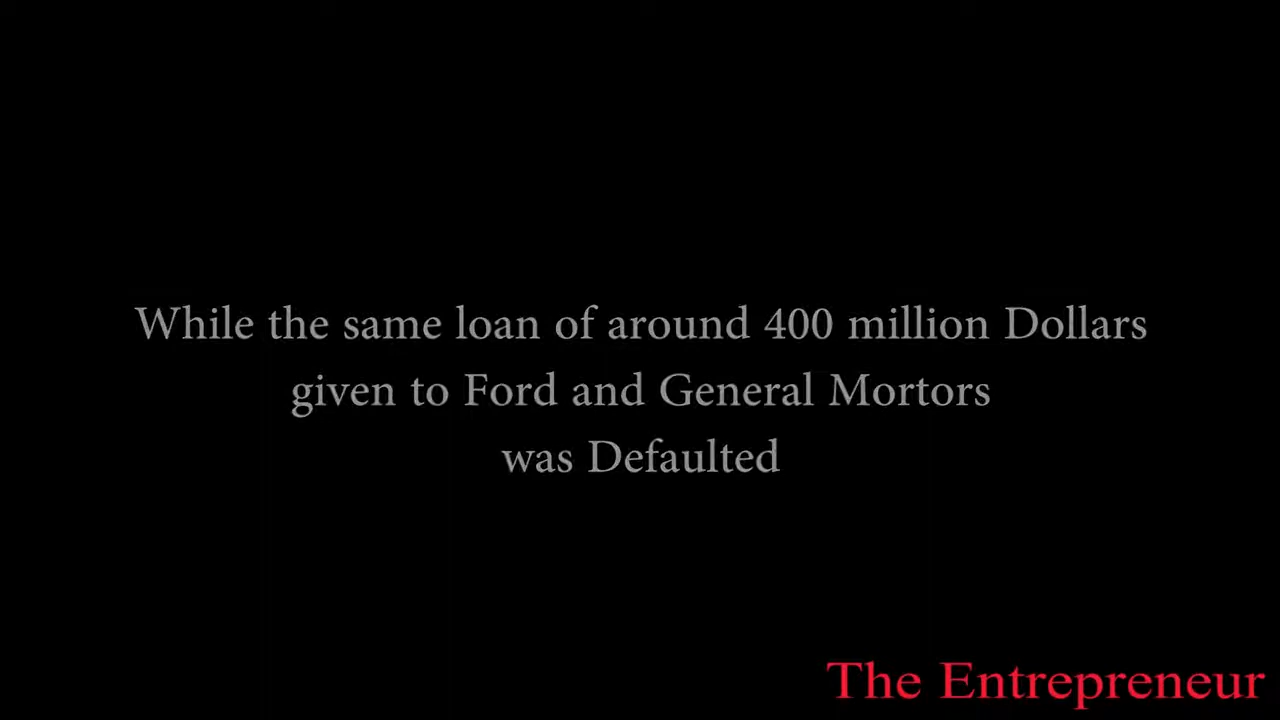 While the same loan of around 400 million Dollars
given to Ford and General Mortors
was Defaulted
The Entrepreneur